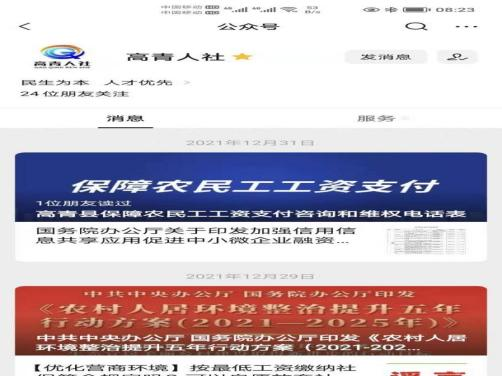 中国移动 HD 4G 53
中国移动 HD 4G B/s 08:23
公众号
高青人社
高青人社
发消息
民生为本 人才优先 >
24位朋友关注
消息
服务
2021年12月31日
保障农民工工资支付
1位朋友读过
高青县保障农民工工资支付咨询和维权电话表
国务院办公厅关于印发加强信用信
息共享应用促进中小微企业融资...
2021年12月29日
中共中央办公厅 国务院办公厅印发
《农村人居环境整治提升五年
行动方案(2021—2025年)》
中共中央办公厅 国务院办公厅印发《农村人居
环境整治提升五年行动方案(2021-202...
【优化营商环境】按最低工资缴纳社